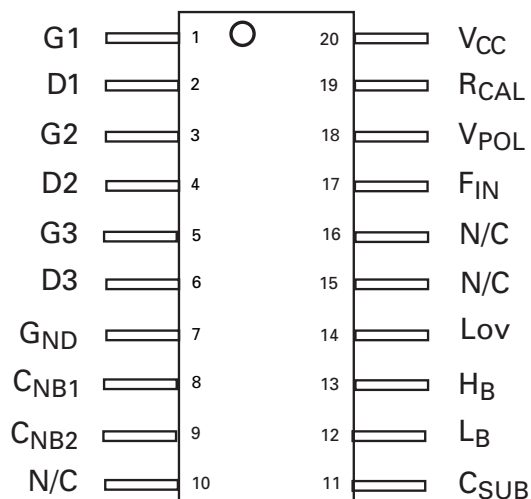 G1 1 20 VCC
D1 2 19 RCAL
G2 3 18 VPOL
D2 4 17 FIN
G3 5 16 N/C
D3 6 15 N/C
GND 7 14 Lov
CNB1 8 13 HB
CNB2 9 12 LB
N/C 10 11 CSUB